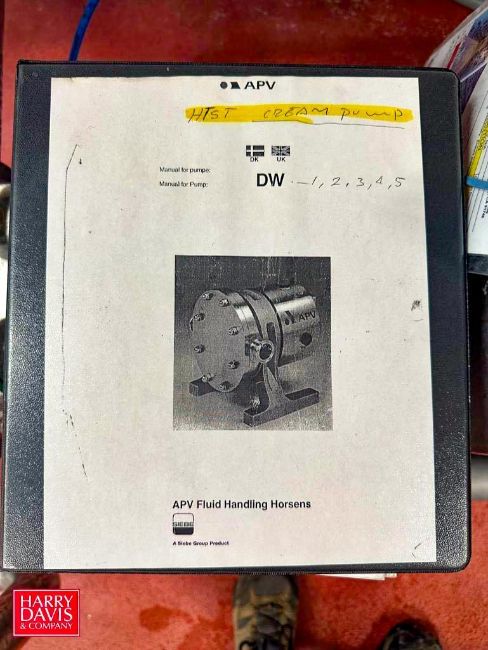 APV
HTST CREAM PUMP
DK UK
Manual for pumpe:
Manual for Pump: DW - 1, 2, 3, 4, 5
APV
APV Fluid Handling Horsens
SIEBE
A Siebe Group Product
HARRY
DAVIS
& COMPANY